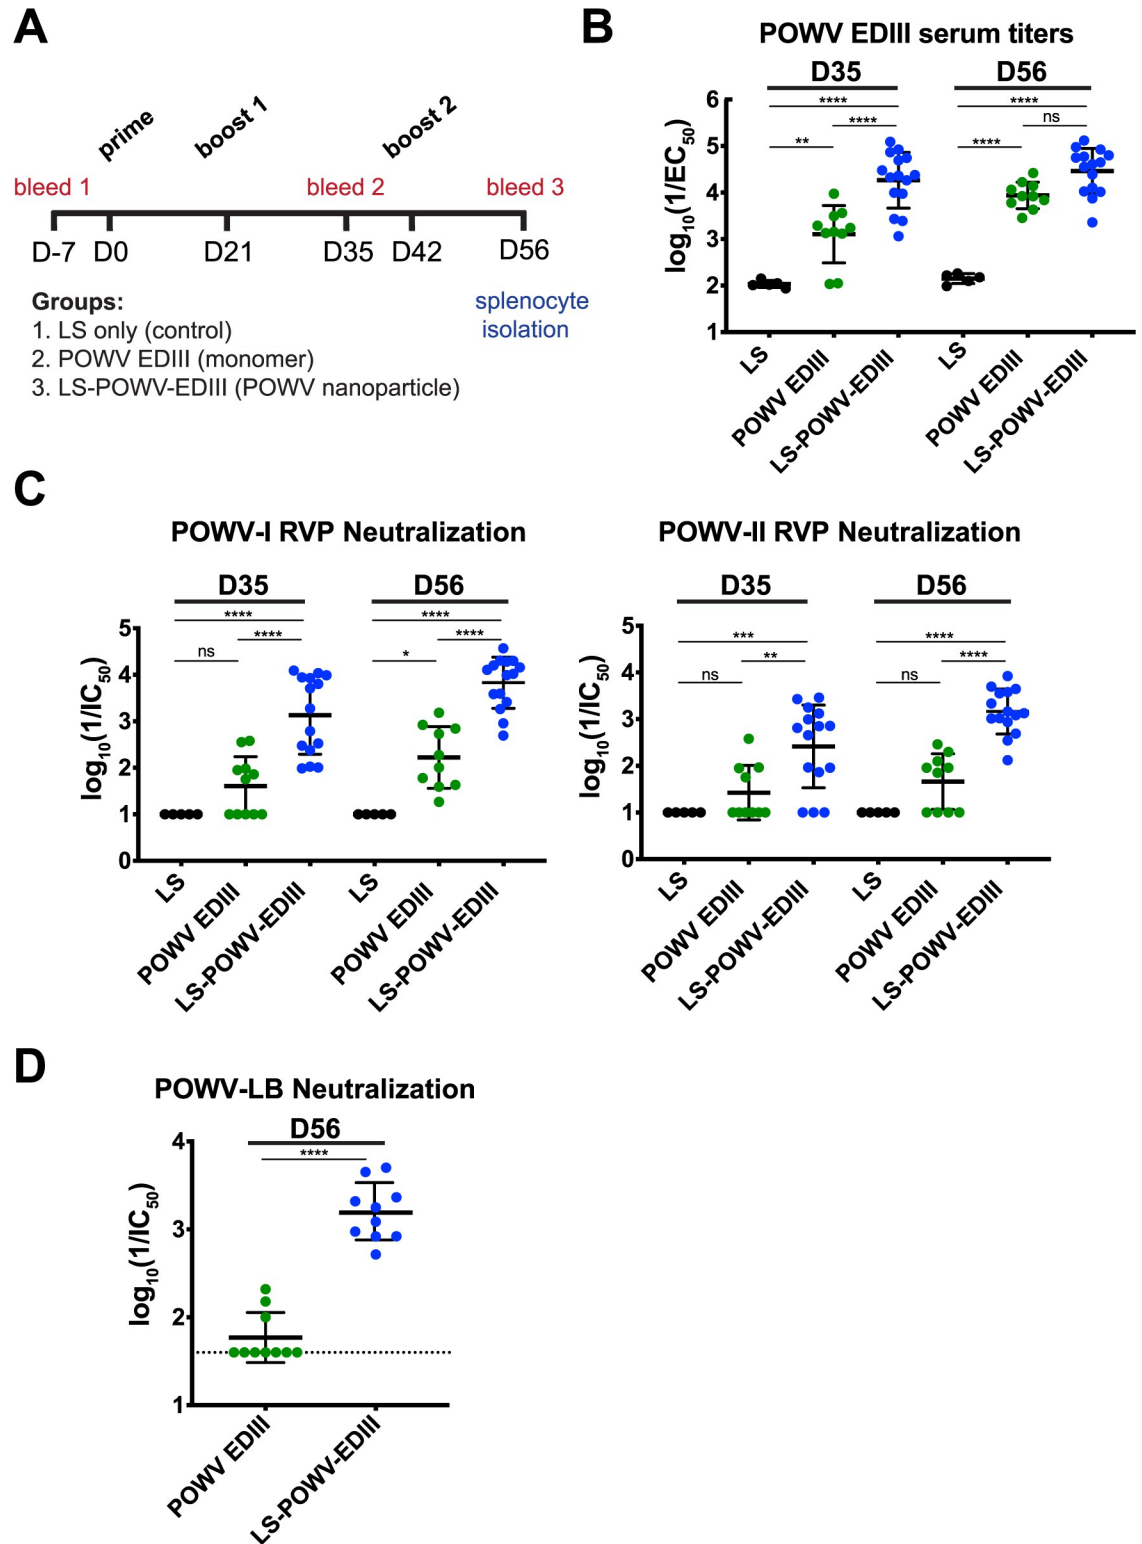 A
prime
boost 1
boost 2
bleed 1
bleed 2
bleed 3
D-7
D0
D21
D35
D42
D56
Groups:
1. LS only (control)
2. POWV EDIII (monomer)
3. LS-POWV-EDIII (POWV nanoparticle)
splenocyte
isolation
B
POWV EDIII serum titers
D35
D56
****
****
**
****
****
ns
log10(1/EC50)
6
5
4
3
2
1
LS
POWV EDIII
LS-POWV-EDIII
LS
POWV EDIII
LS-POWV-EDIII
C
POWV-I RVP Neutralization
D35
D56
****
****
ns
****
****
*
log10(1/IC50)
5
4
3
2
1
0
LS
POWV EDIII
LS-POWV-EDIII
LS
POWV EDIII
LS-POWV-EDIII
POWV-II RVP Neutralization
D35
D56
***
**
ns
****
****
ns
log10(1/IC50)
5
4
3
2
1
0
LS
POWV EDIII
LS-POWV-EDIII
LS
POWV EDIII
LS-POWV-EDIII
D
POWV-LB Neutralization
D56
****
log10(1/IC50)
4
3
2
1
POWV EDIII
LS-POWV-EDIII